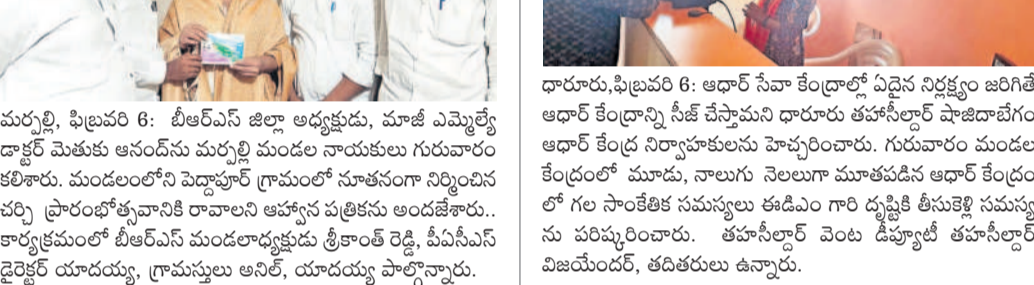 మర్పల్లి, ఫిబ్రవరి 6: బీఆర్ఎస్ జిల్లా అధ్యక్షుడు, మాజీ ఎమ్మెల్యే
డాక్టర్ మెతుకు ఆనంద్‌ను మర్పల్లి మండల నాయకులు గురువారం
కలిశారు. మండలంలోని పెద్దాపూర్ గ్రామంలో నూతనంగా నిర్మించిన
చర్చి ప్రారంభోత్సవానికి రావాలని ఆహ్వాన పత్రికను అందజేశారు..
కార్యక్రమంలో బీఆర్ఎస్ మండలాధ్యక్షుడు శ్రీకాంత్ రెడ్డి, పీఏసీఎస్
డైరెక్టర్ యాదయ్య, గ్రామస్తులు అనిల్, యాదయ్య పాల్గొన్నారు.
ధారూరు,ఫిబ్రవరి 6: ఆధార్ సేవా కేంద్రాల్లో ఏదైన నిర్లక్ష్యం జరిగితే
ఆధార్ కేంద్రాన్ని సీజ్ చేస్తామని ధారూరు తహసీల్దార్ షాజిదాబేగం
ఆధార్ కేంద్ర నిర్వాహకులను హెచ్చరించారు. గురువారం మండల
కేంద్రంలో మూడు, నాలుగు నెలలుగా మూతపడిన ఆధార్ కేంద్రం
లో గల సాంకేతిక సమస్యలు ఈడిఎం గారి దృష్టికి తీసుకెళ్లి సమస్య
ను పరిష్కరించారు. తహసీల్దార్ వెంట డీప్యూటీ తహసీల్దార్
విజయేందర్, తదితరులు ఉన్నారు.